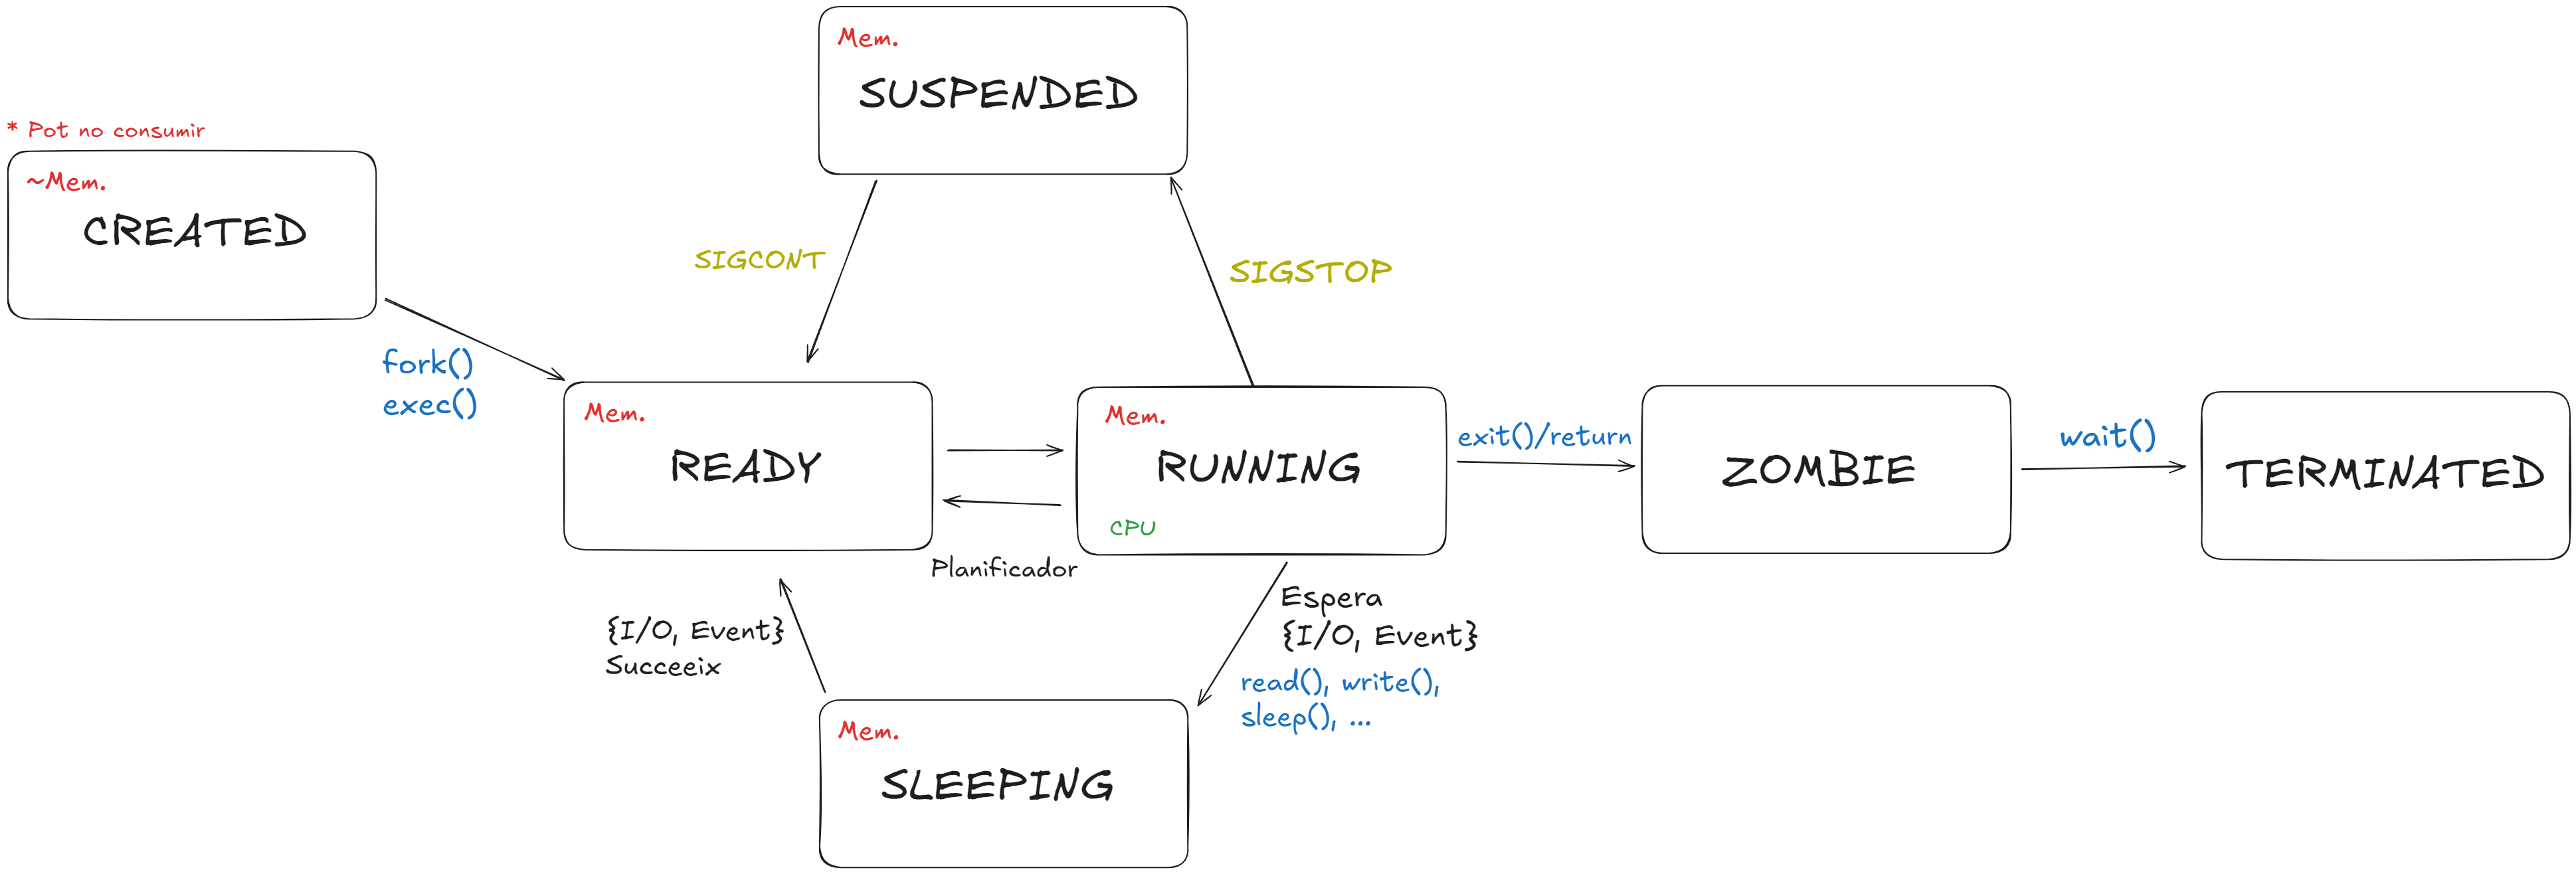 Mem.
SUSPENDED
* Pot no consumir
~Mem.
CREATED
SIGCONT
SIGSTOP
fork()
exec()
Mem.
READY
Mem.
RUNNING
CPU
Planificador
exit()/return
ZOMBIE
wait()
TERMINATED
{I/O, Event}
Succeeix
Espera
{I/O, Event}
read(), write(),
sleep(), ...
Mem.
SLEEPING